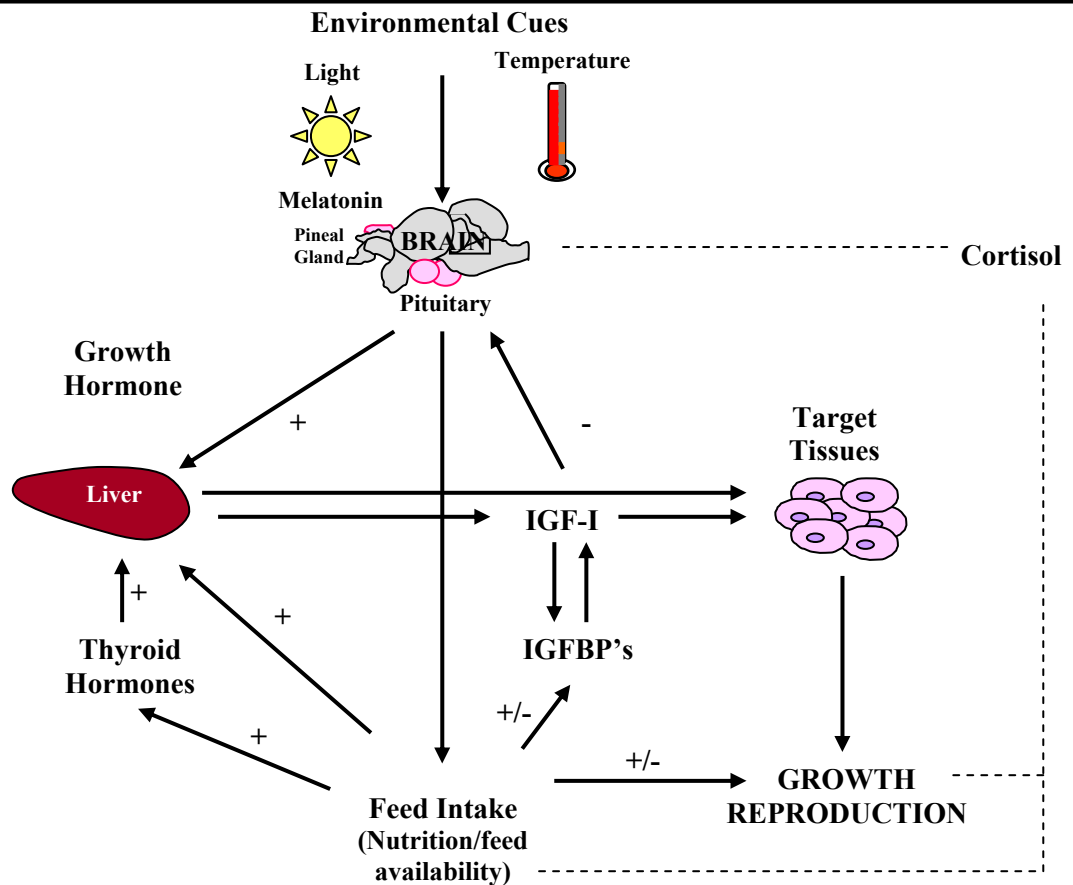 Environmental Cues
Light
Temperature
Melatonin
Pineal
Gland
BRAIN
Pituitary
Cortisol
Growth
Hormone
+
-
Target
Tissues
Liver
IGF-I
+
+
Thyroid
Hormones
IGFBP's
+
+/-
+/-
Feed Intake
(Nutrition/feed
availability)
GROWTH
REPRODUCTION